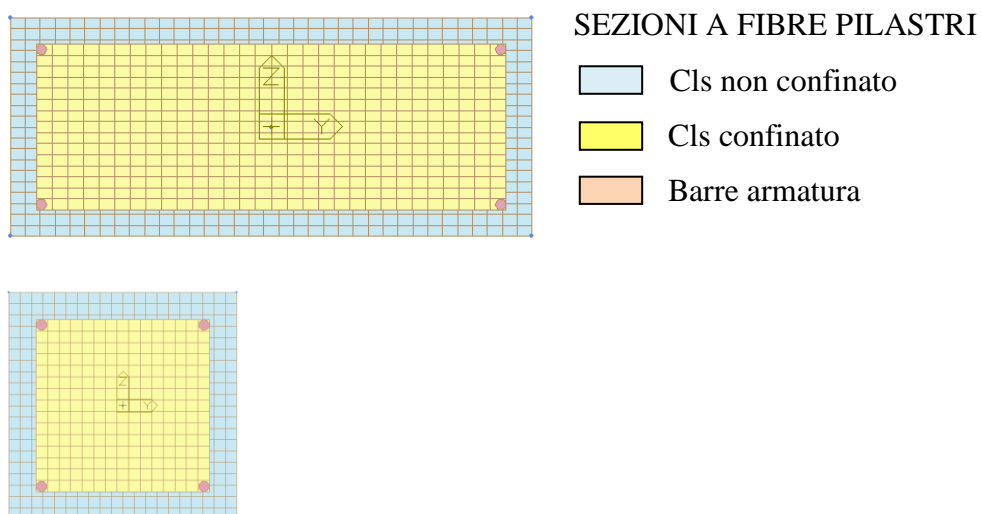 SEZIONI A FIBRE PILASTRI
Cls non confinato
Cls confinato
Barre armatura
Z
Y
Z
Y